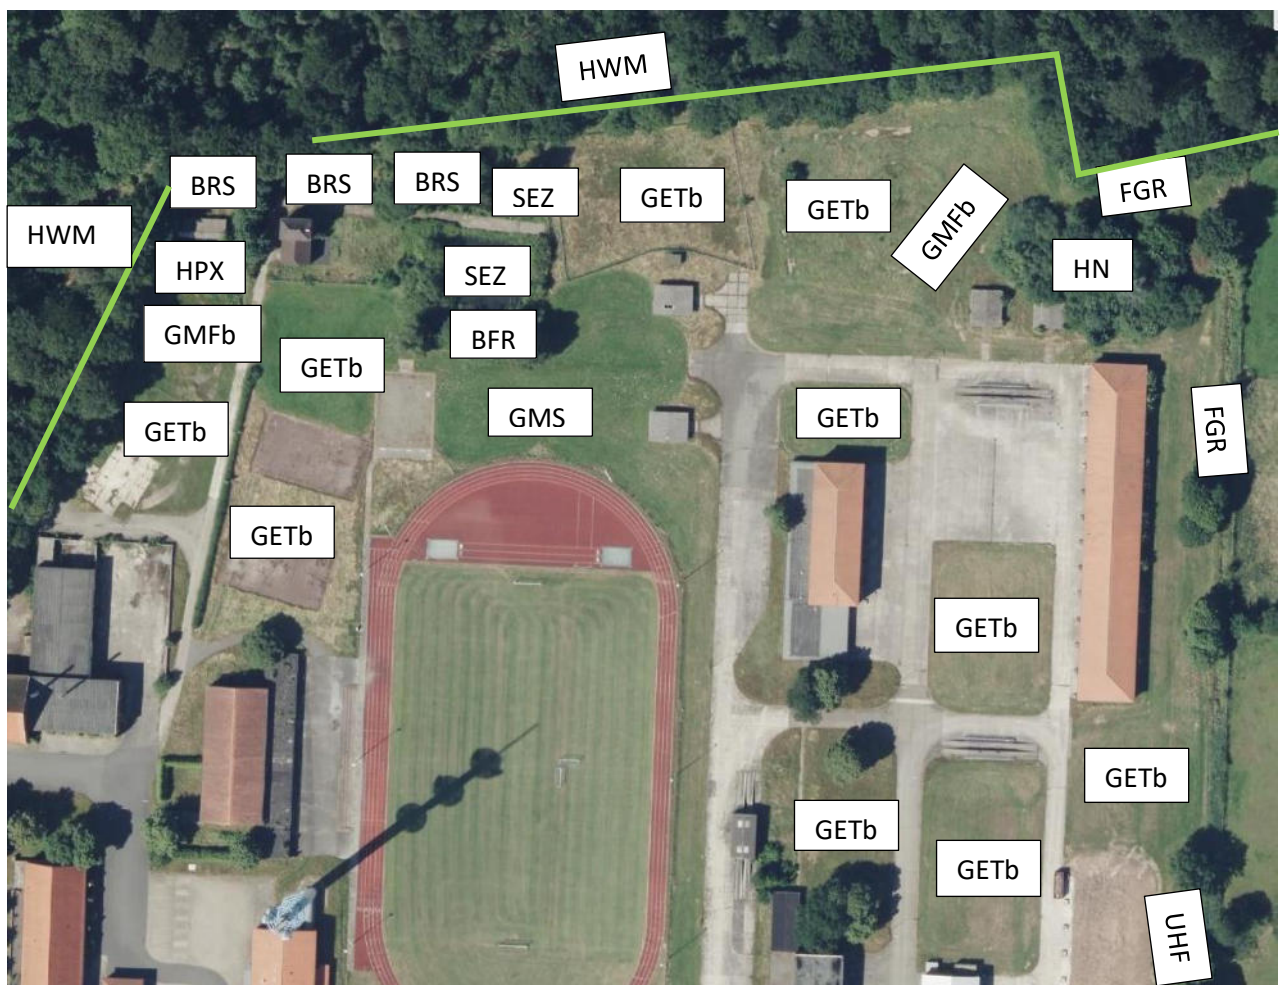 HWM
BRS
BRS
BRS
SEZ
GETb
GETb
GMFb
FGR
HWM
HPX
SEZ
HN
GMFb
BFR
GETb
GETb
GMS
GETb
FGR
GETb
GETb
GETb
GETb
GETb
UHF